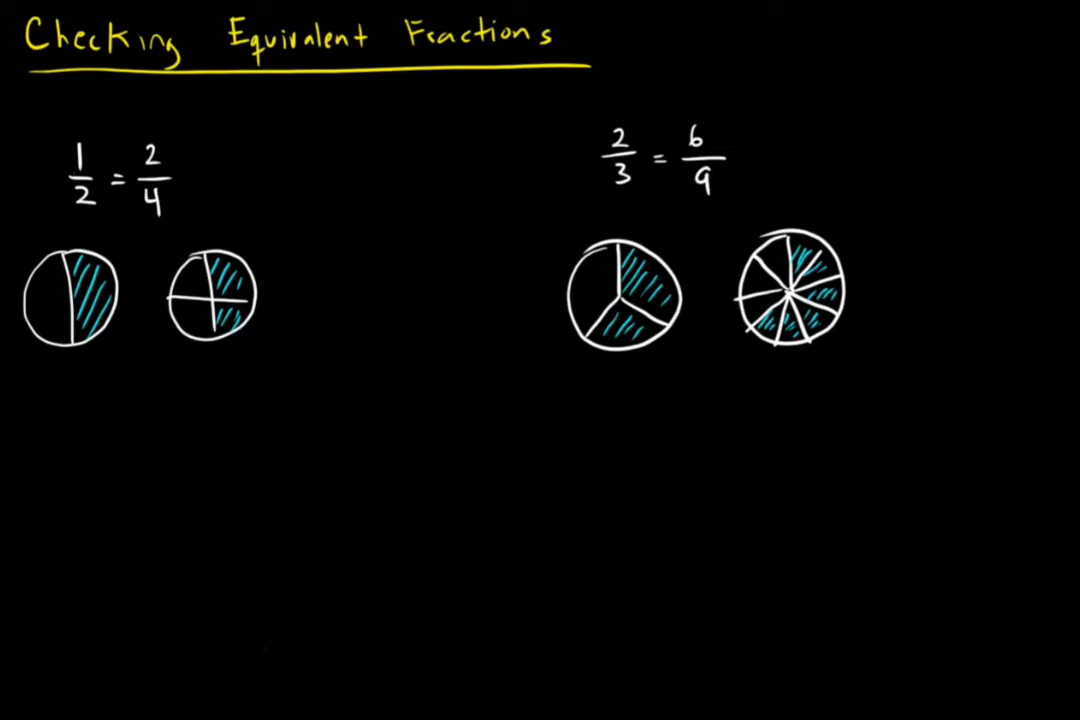 Checking Equivalent Fractions
1/2 = 2/4
2/3 = 6/9